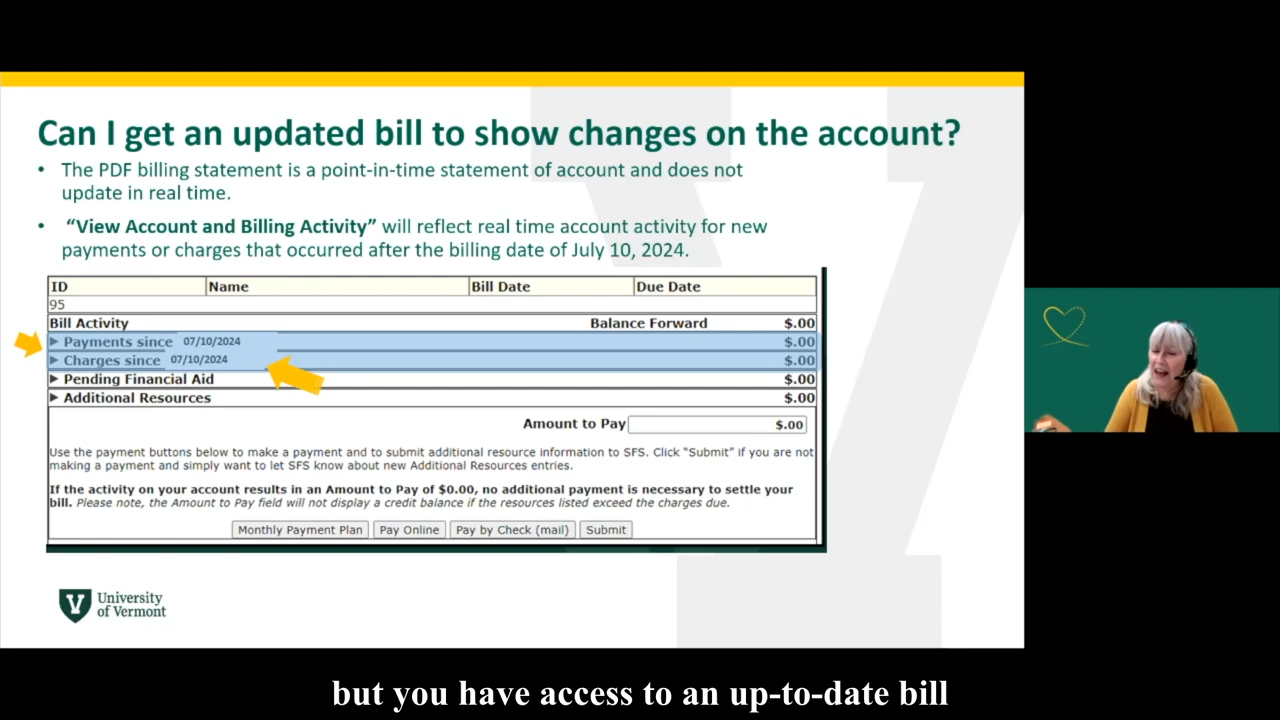 Can I get an updated bill to show changes on the account?
• The PDF billing statement is a point-in-time statement of account and does not
update in real time.
• “View Account and Billing Activity” will reflect real time account activity for new
payments or charges that occurred after the billing date of July 10, 2024.
ID Name Bill Date Due Date
95
Bill Activity Balance Forward $.00
Payments since 07/10/2024 $.00
Charges since 07/10/2024 $.00
Pending Financial Aid $.00
Additional Resources $.00
Amount to Pay $.00
Use the payment buttons below to make a payment and to submit additional resource information to SFS. Click "Submit" if you are not
making a payment and simply want to let SFS know about new Additional Resources entries.
If the activity on your account results in an Amount to Pay of $0.00, no additional payment is necessary to settle your
bill. Please note, the Amount to Pay field will not display a credit balance if the resources listed exceed the charges due.
Monthly Payment Plan Pay Online Pay by Check (mail) Submit
University
of Vermont
but you have access to an up-to-date bill